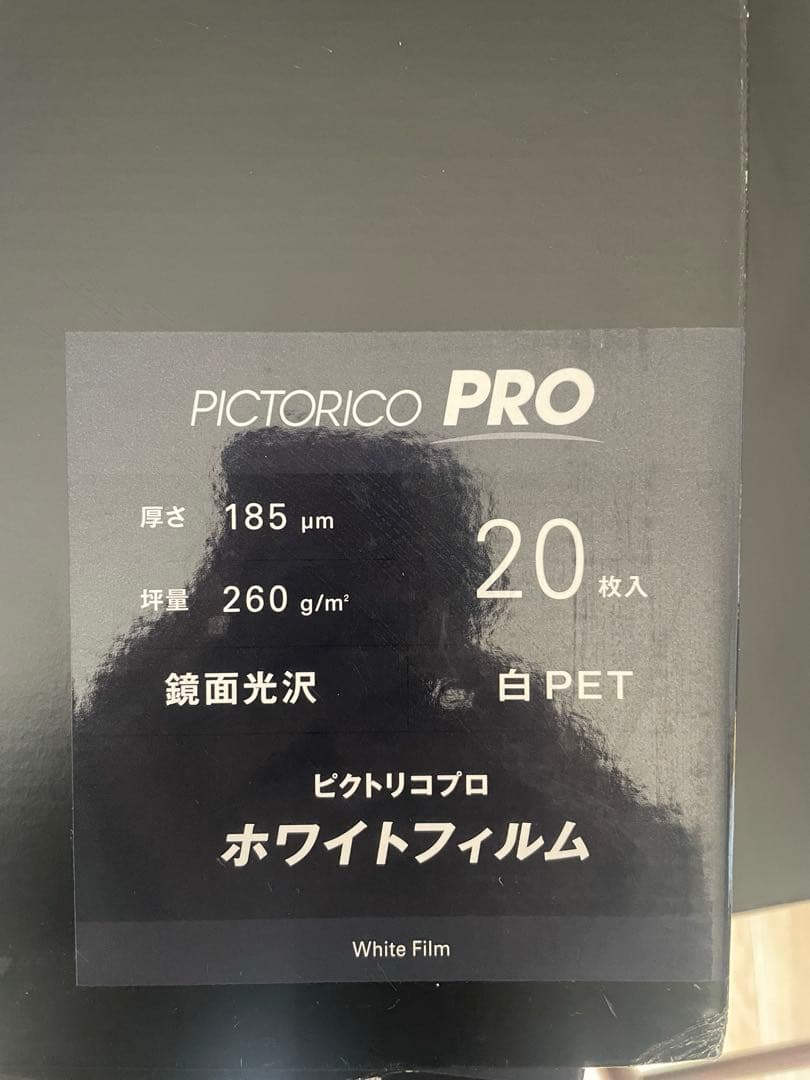 PICTORICO PRO
厚さ 185 μm
20 枚入
坪量 260 g/m²
鏡面光沢
白PET
ピクトリコプロ
ホワイトフィルム
White Film